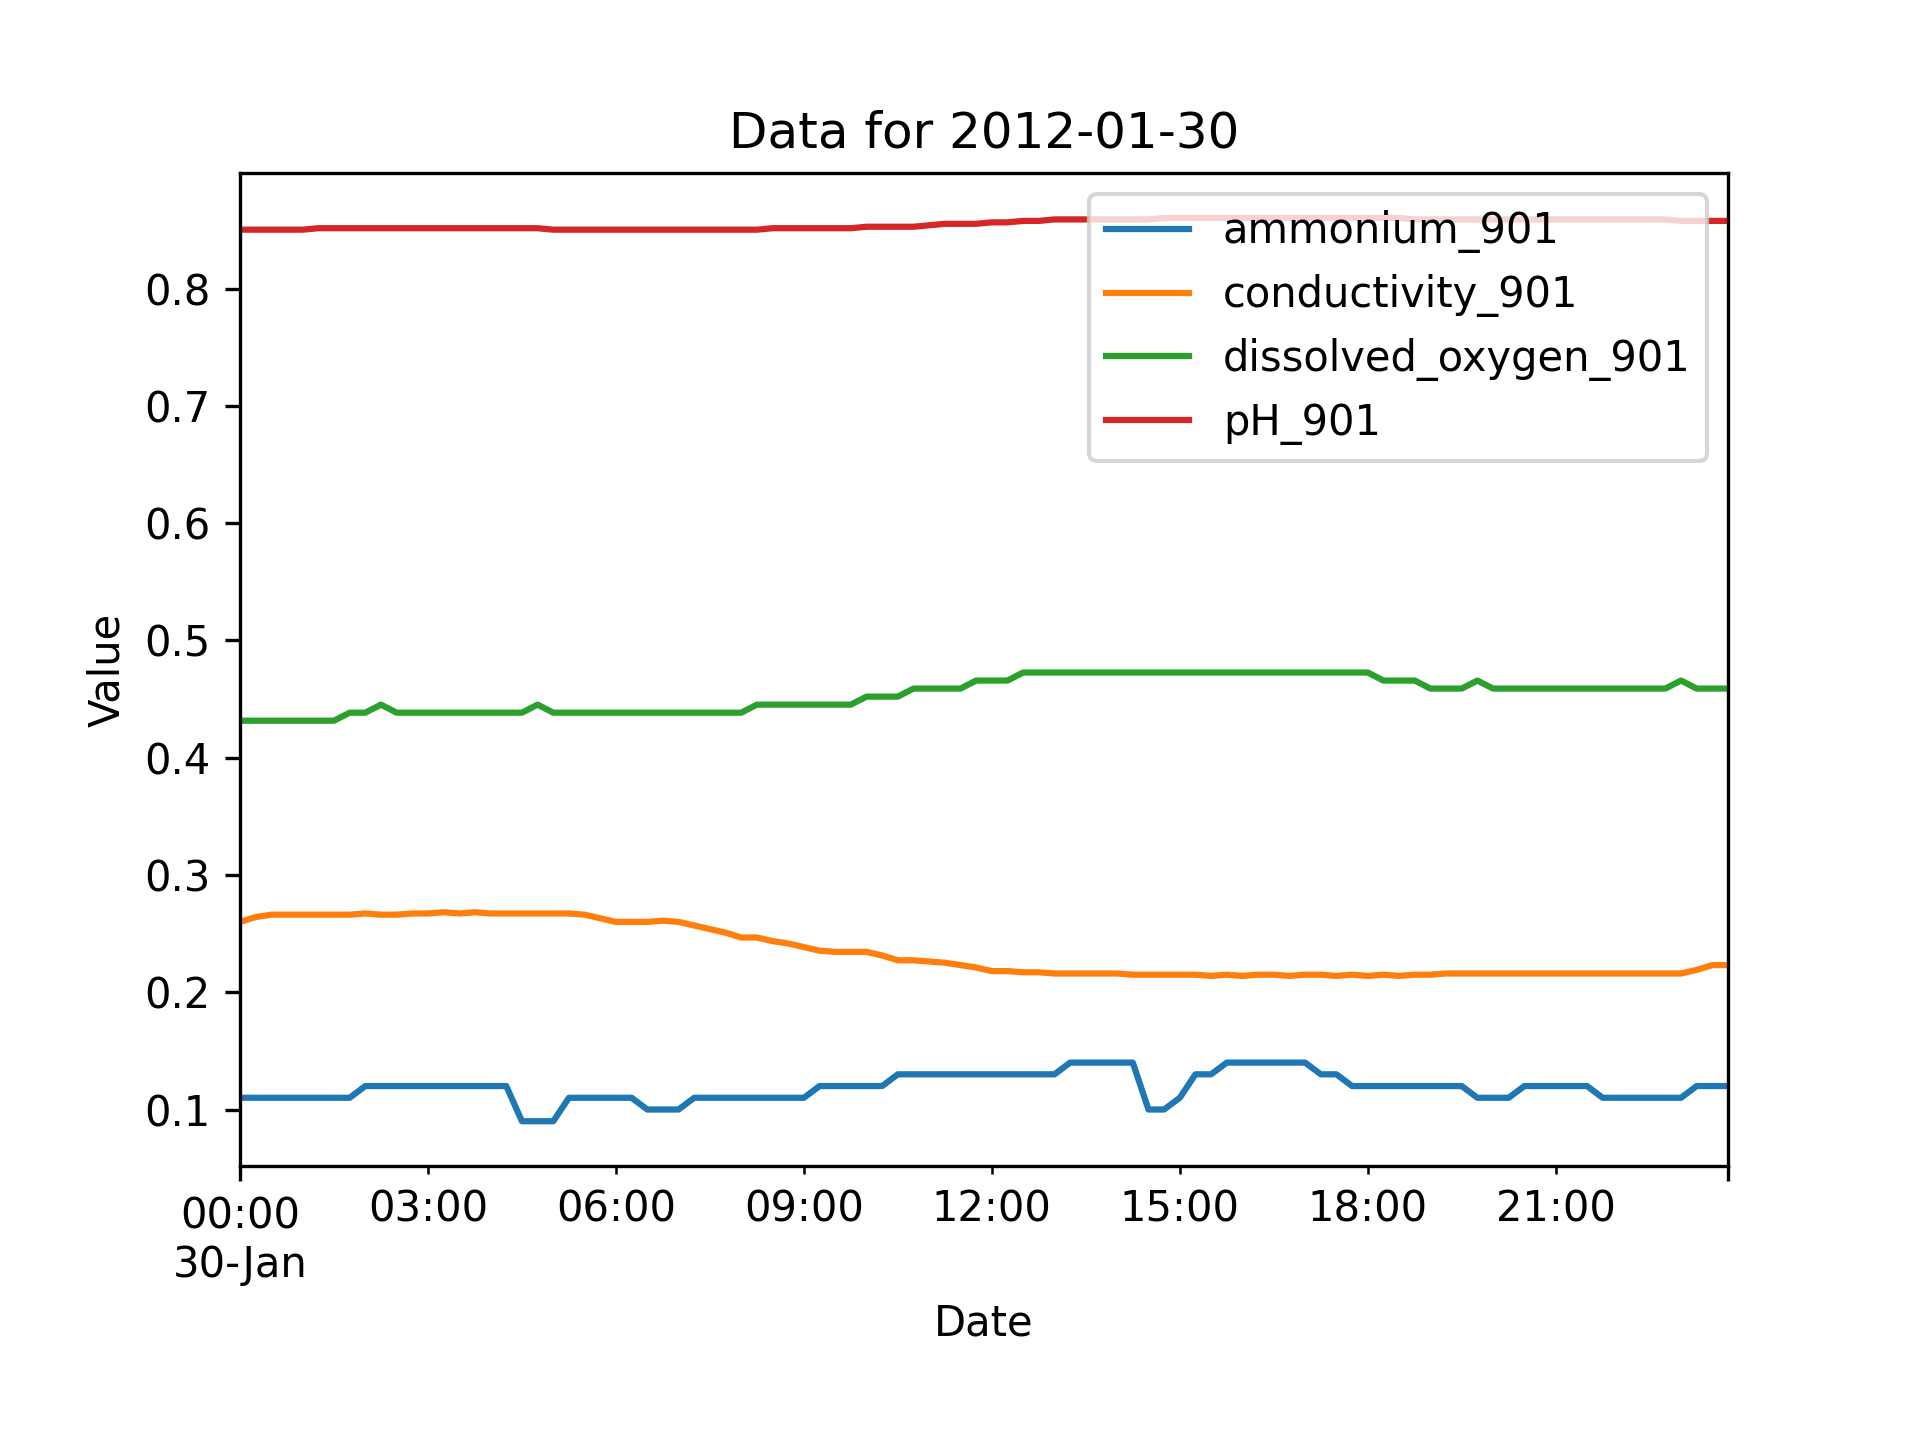 Data for 2012-01-30
ammonium_901
conductivity_901
dissolved_oxygen_901
pH_901
Value
0.8
0.7
0.6
0.5
0.4
0.3
0.2
0.1
00:00 03:00 06:00 09:00 12:00 15:00 18:00 21:00
30-Jan
Date